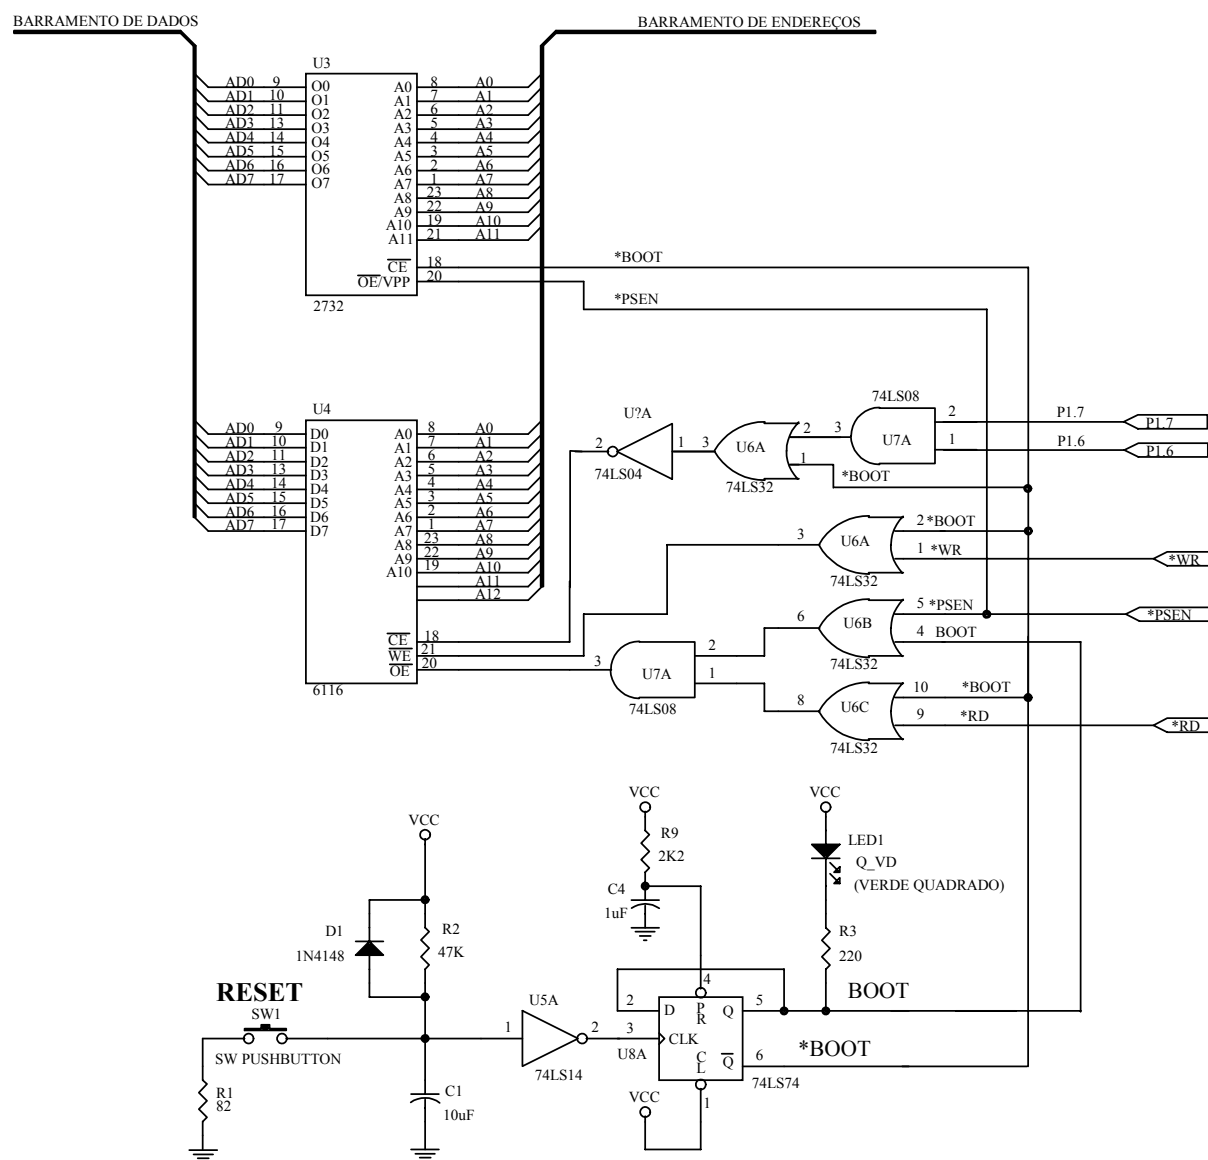 BARRAMENTO DE DADOS
BARRAMENTO DE ENDEREÇOS
U3
AD0 9 O0 A0 8 A0
AD1 10 O1 A1 7 A1
AD2 11 O2 A2 6 A2
AD3 13 O3 A3 5 A3
AD4 14 O4 A4 4 A4
AD5 15 O5 A5 3 A5
AD6 16 O6 A6 2 A6
AD7 17 O7 A7 1 A7
A8 23 A8
A9 22 A9
A10 19 A10
A11 21 A11
CE 18 *BOOT
OE/VPP 20
*PSEN
2732
U4
AD0 9 D0 A0 8 A0
AD1 10 D1 A1 7 A1
AD2 11 D2 A2 6 A2
AD3 13 D3 A3 5 A3
AD4 14 D4 A4 4 A4
AD5 15 D5 A5 3 A5
AD6 16 D6 A6 2 A6
AD7 17 D7 A7 1 A7
A8 23 A8
A9 22 A9
A10 19 A10
A11
A12
CE 18
WE 21
OE 20
6116
74LS08
2 P1.7 P1.7
3 U7A
1 P1.6 P1.6
U?A
2 1
74LS04
3 U6A 2
1
74LS32
*BOOT
3 U6A 2 *BOOT
1 *WR *WR
74LS32
6 U6B 5 *PSEN *PSEN
4 BOOT
74LS32
3 U7A 2
1
74LS08
8 U6C 10 *BOOT
9 *RD *RD
74LS32
VCC
R2
47K
D1
1N4148
RESET
SW1
SW PUSHBUTTON
R1
82
C1
10uF
1 U5A 2
74LS14
VCC
R9
2K2
C4
1uF
VCC
LED1
Q_VD
(VERDE QUADRADO)
R3
220
4
2 D PR Q 5
BOOT
3 CLK
U8A
CL Q 6
*BOOT
74LS74
1
VCC